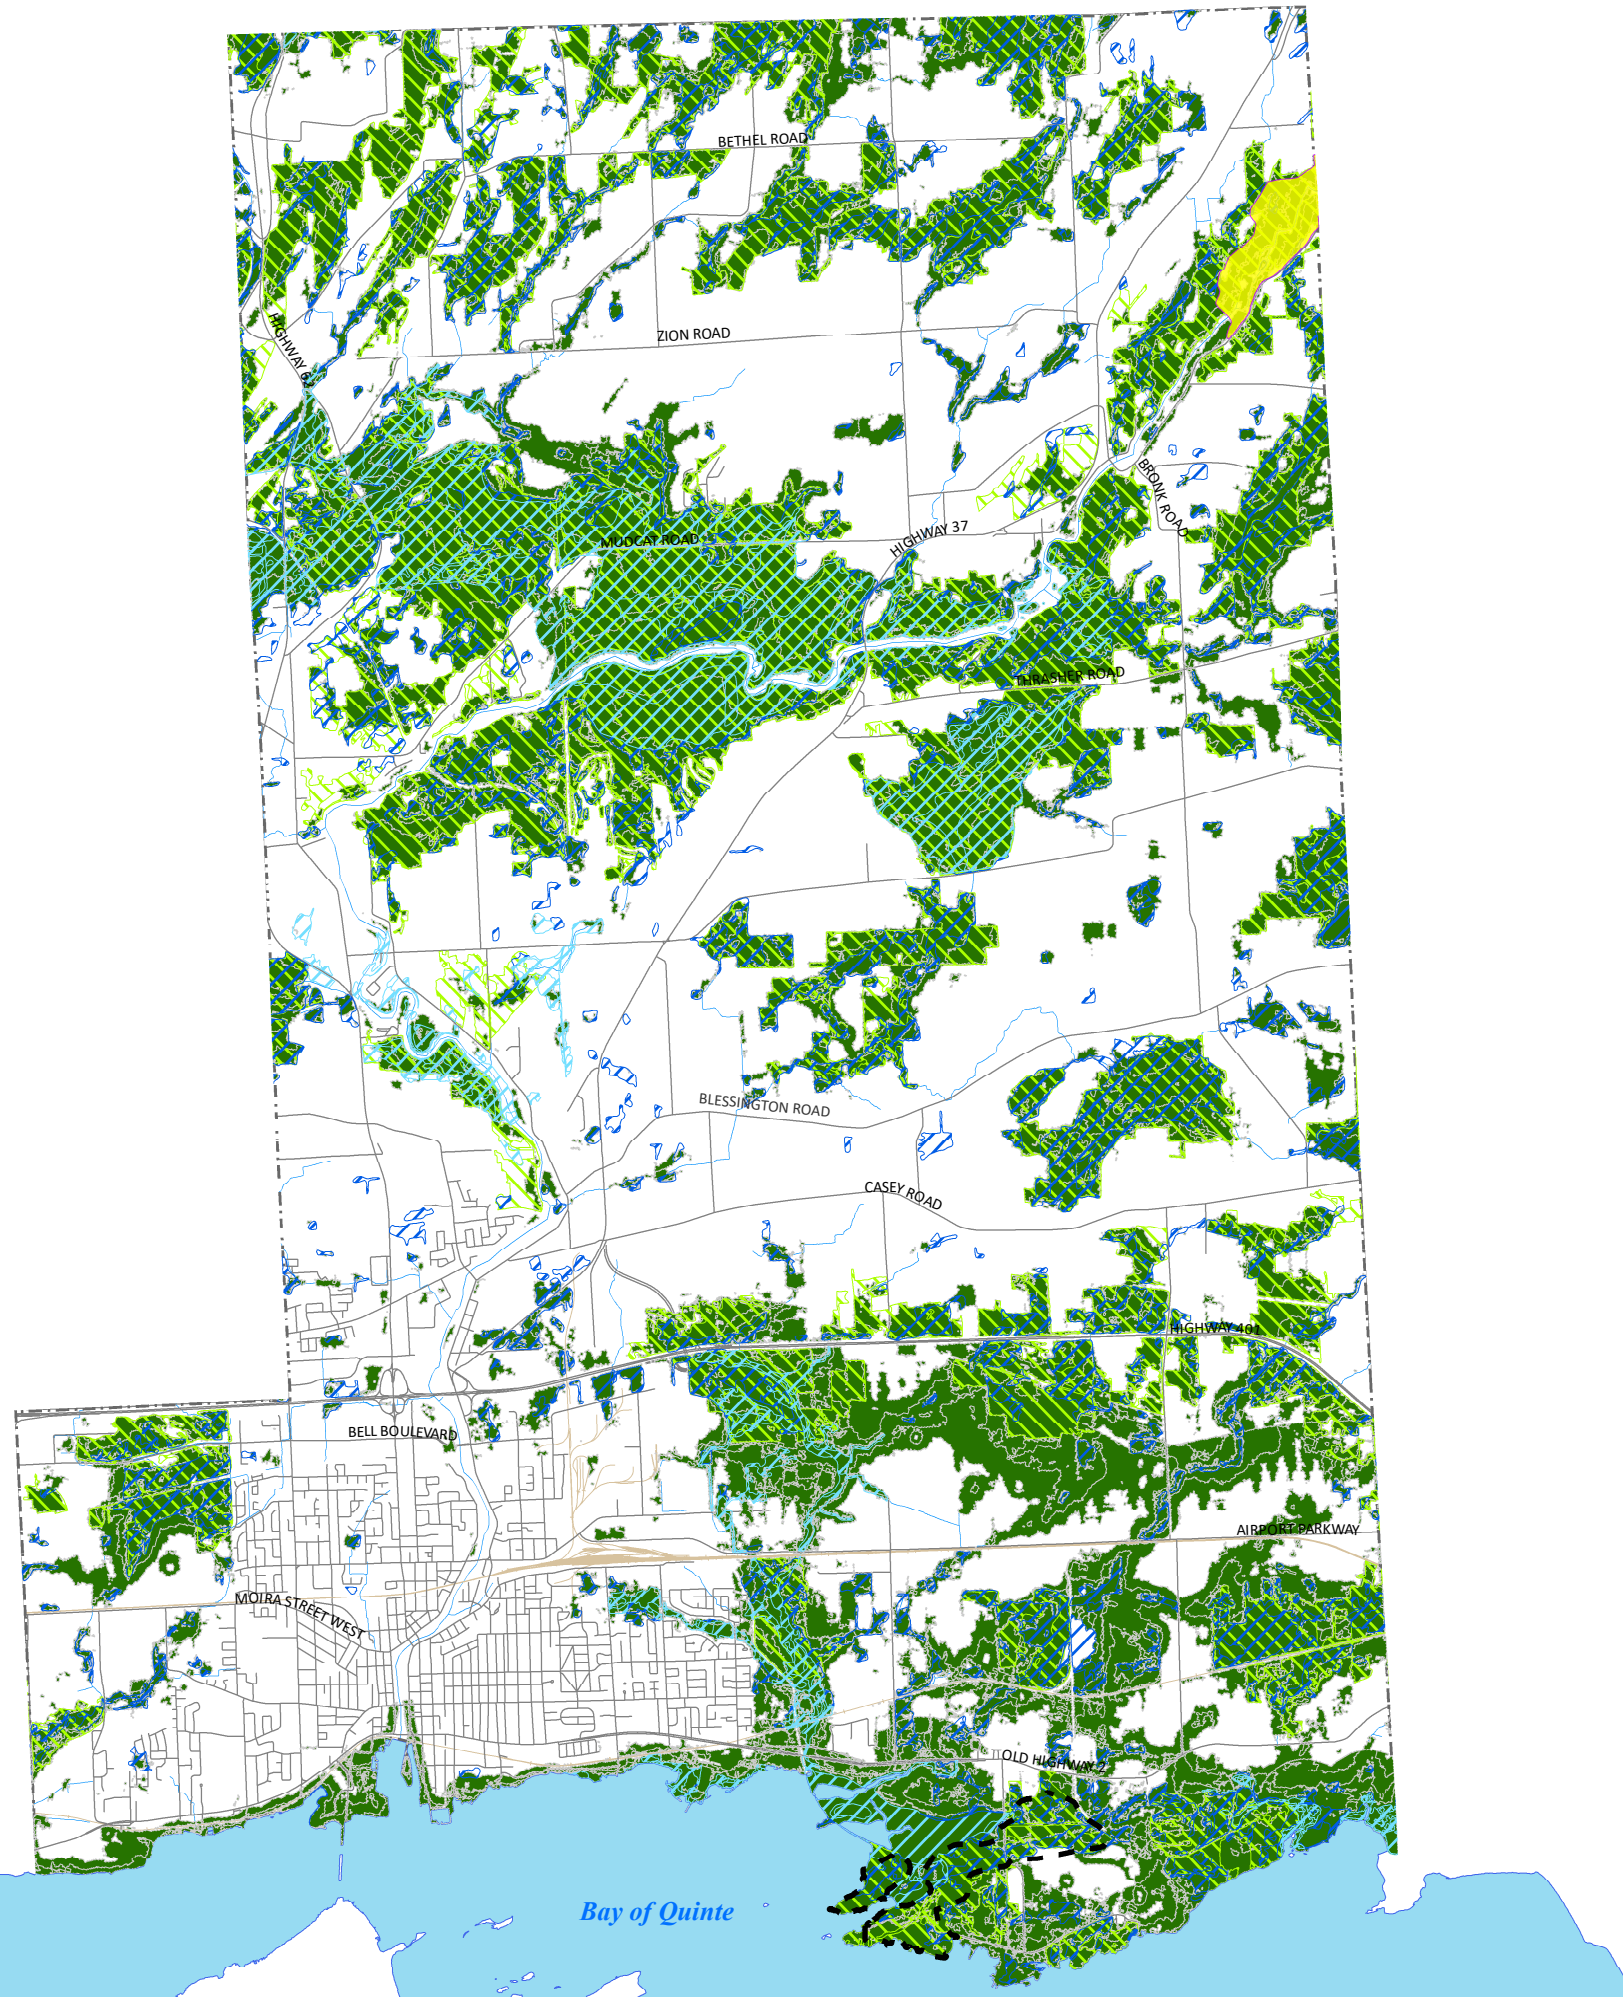 BETHEL ROAD
ZION ROAD
HIGHWAY 62
BRONK ROAD
HIGHWAY 37
MUDCAT ROAD
THRASHER ROAD
BLESSINGTON ROAD
CASEY ROAD
HIGHWAY 401
BELL BOULEVARD
AIRPORT PARKWAY
MOIRA STREET WEST
OLD HIGHWAY 2
Bay of Quinte